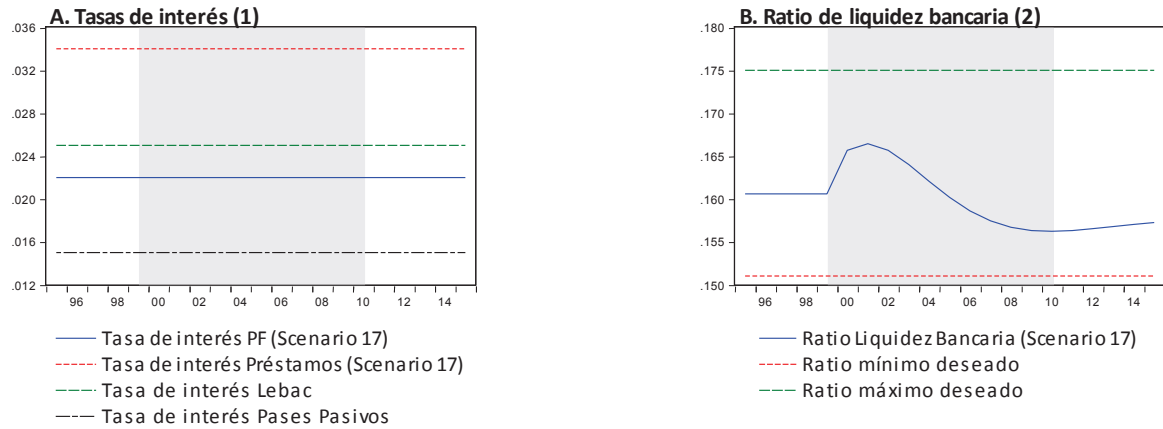 A. Tasas de interés (1)
.036
.032
.028
.024
.020
.016
.012
96 98 00 02 04 06 08 10 12 14
Tasa de interés PF (Scenario 17)
Tasa de interés Préstamos (Scenario 17)
Tasa de interés Lebac
Tasa de interés Pases Pasivos
B. Ratio de liquidez bancaria (2)
.180
.175
.170
.165
.160
.155
.150
96 98 00 02 04 06 08 10 12 14
Ratio Liquidez Bancaria (Scenario 17)
Ratio mínimo deseado
Ratio máximo deseado